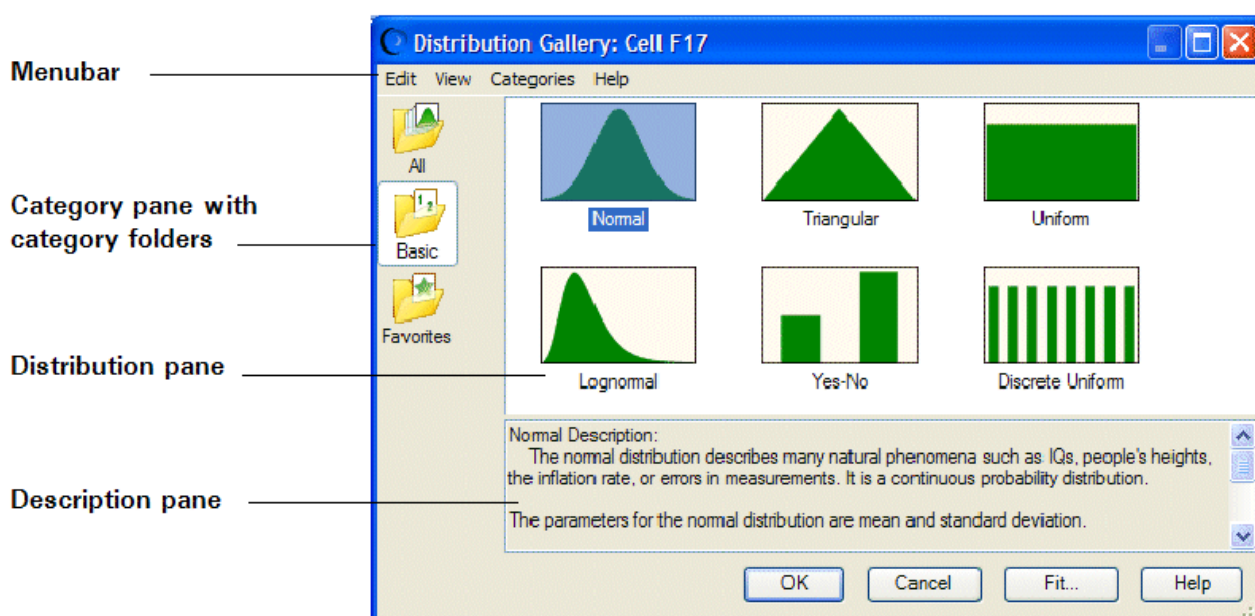 Distribution Gallery: Cell F17
Menubar
Edit View Categories Help
All
Category pane with
category folders
Basic
Favorites
Normal Triangular Uniform
Distribution pane
Lognormal Yes-No Discrete Uniform
Normal Description:
The normal distribution describes many natural phenomena such as IQs, people's heights,
the inflation rate, or errors in measurements. It is a continuous probability distribution.
Description pane
The parameters for the normal distribution are mean and standard deviation.
OK Cancel Fit... Help